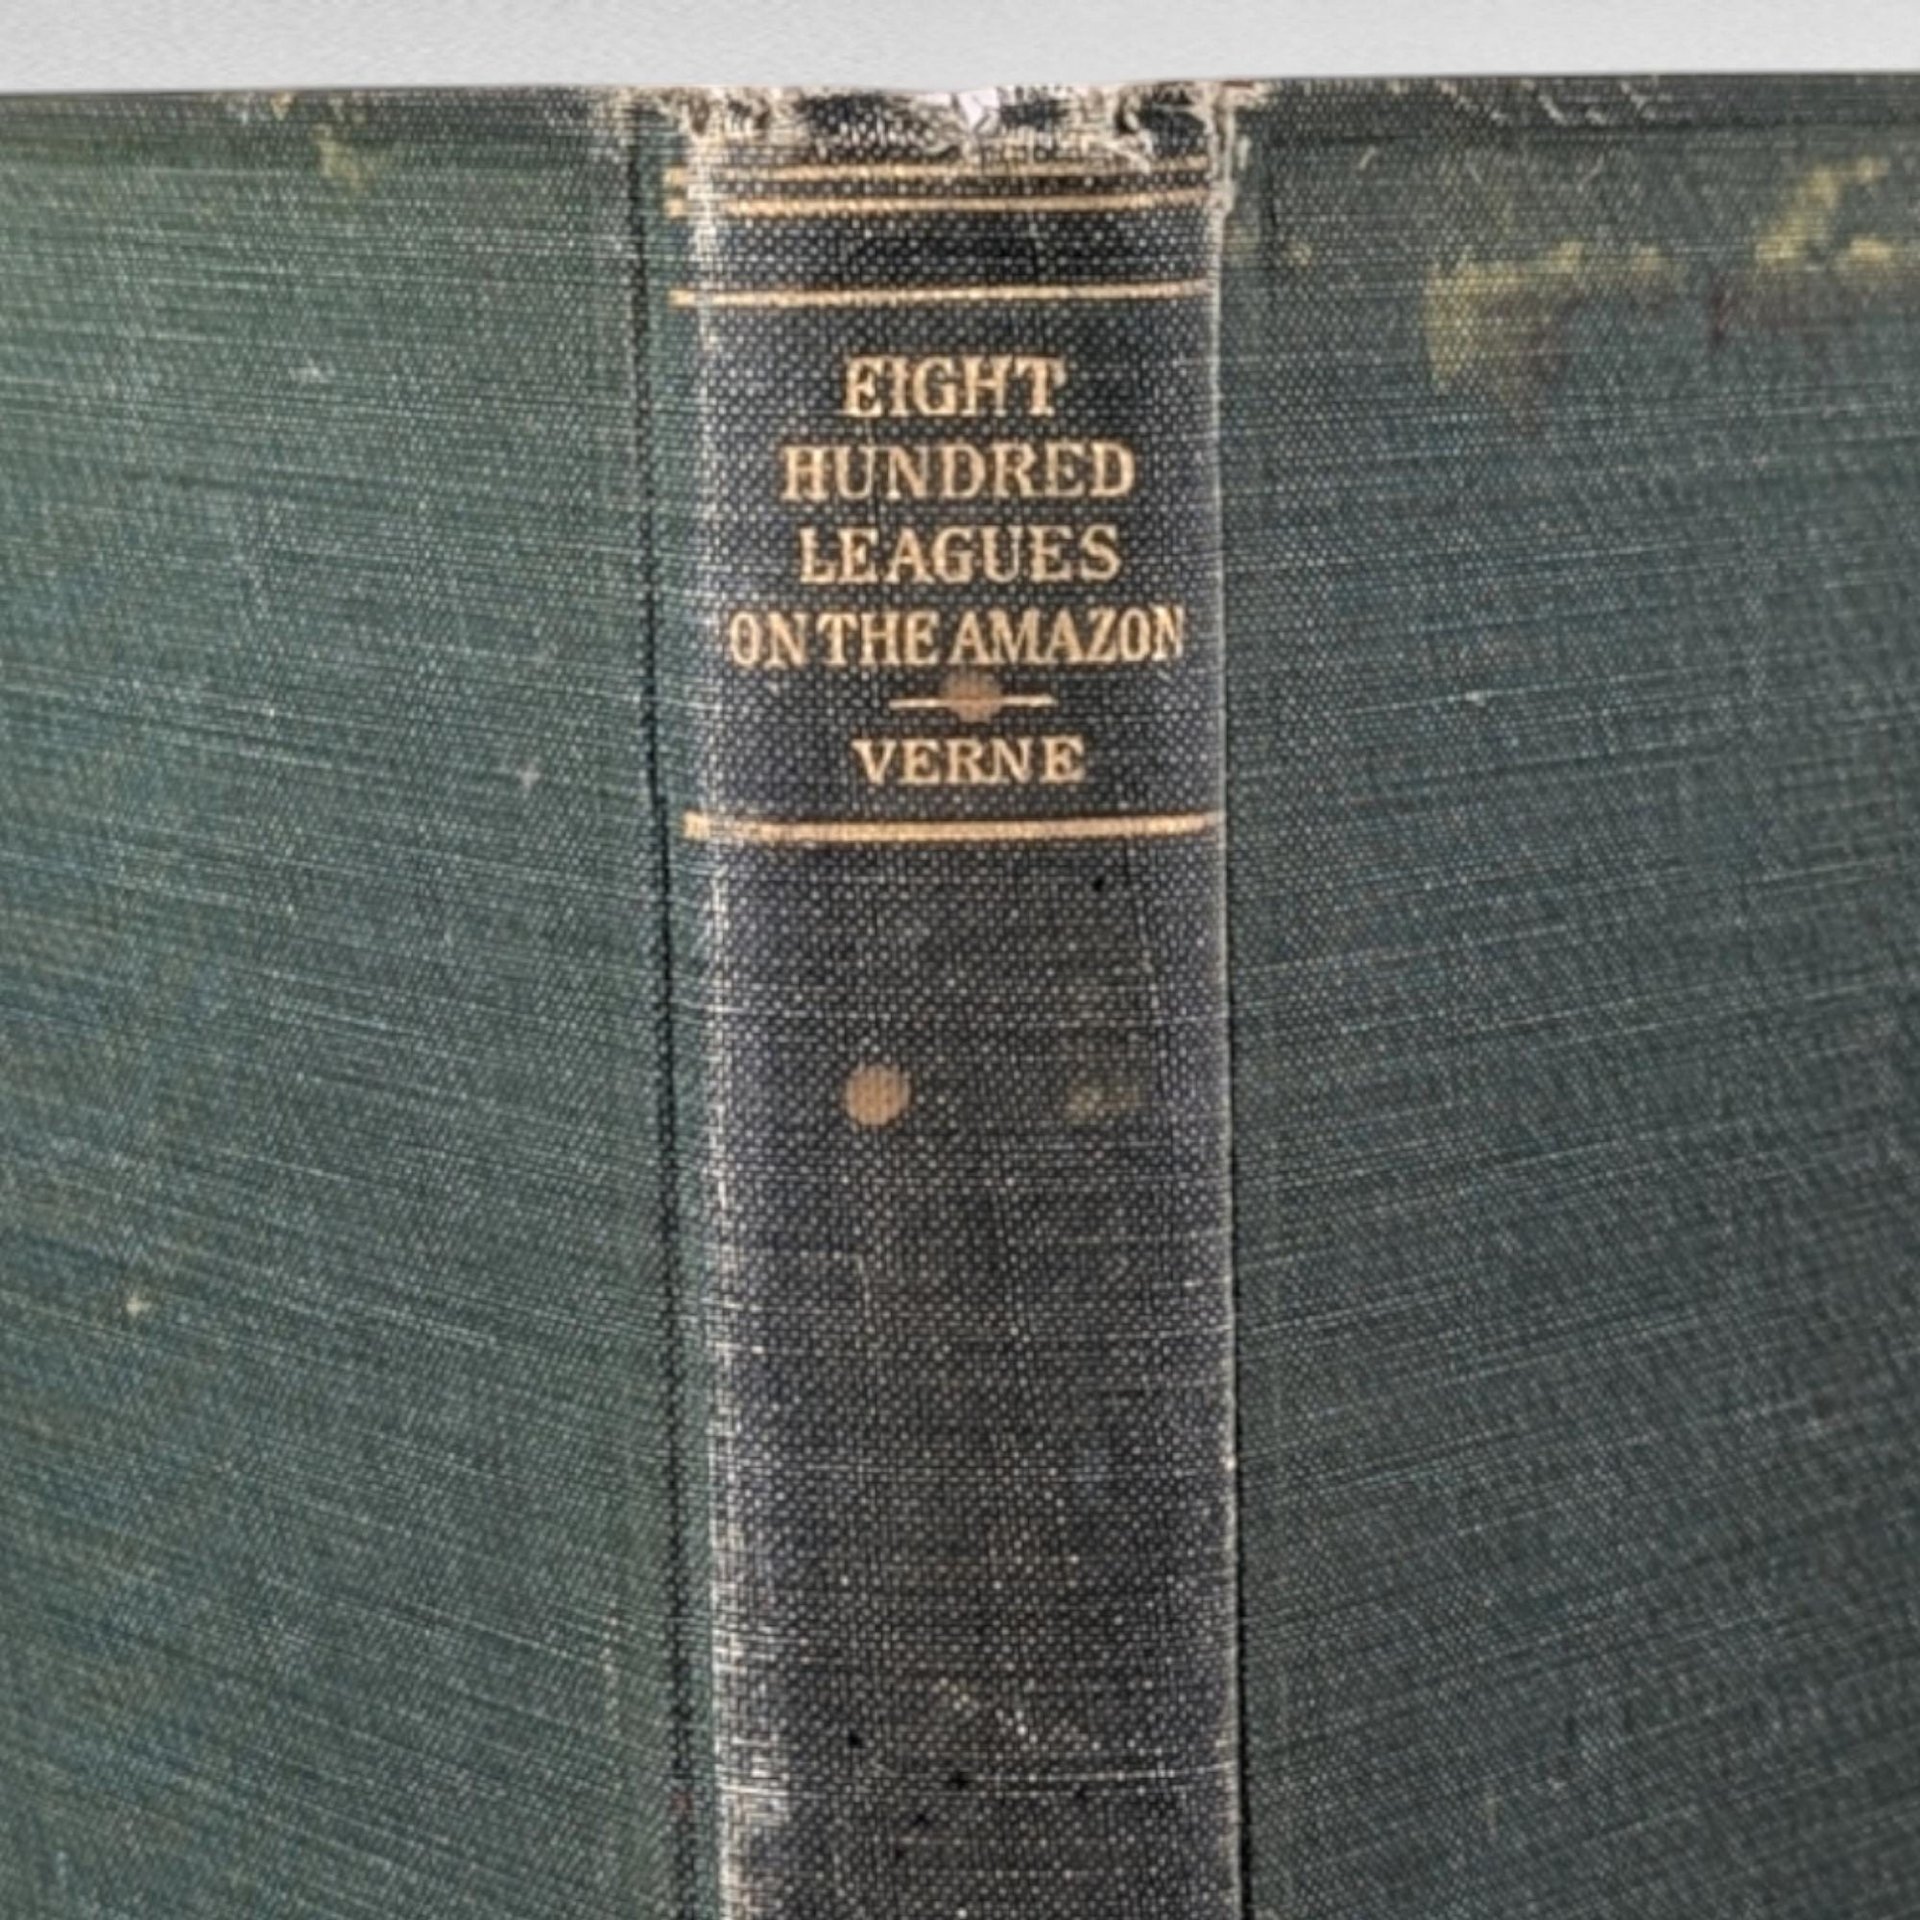 EIGHT
HUNDRED
LEAGUES
ON THE AMAZON
VERNE